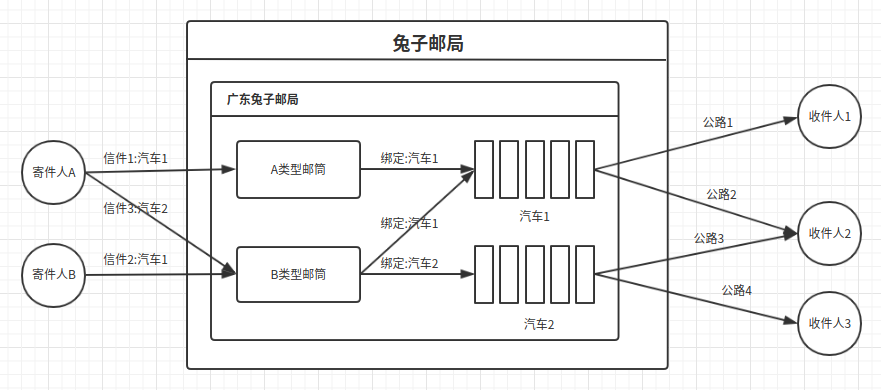 兔子邮局
广东兔子邮局
寄件人A
信件1:汽车1
信件3:汽车2
寄件人B
信件2:汽车1
A类型邮筒
B类型邮筒
绑定:汽车1
绑定:汽车1
绑定:汽车2
汽车1
汽车2
公路1
公路2
公路3
公路4
收件人1
收件人2
收件人3